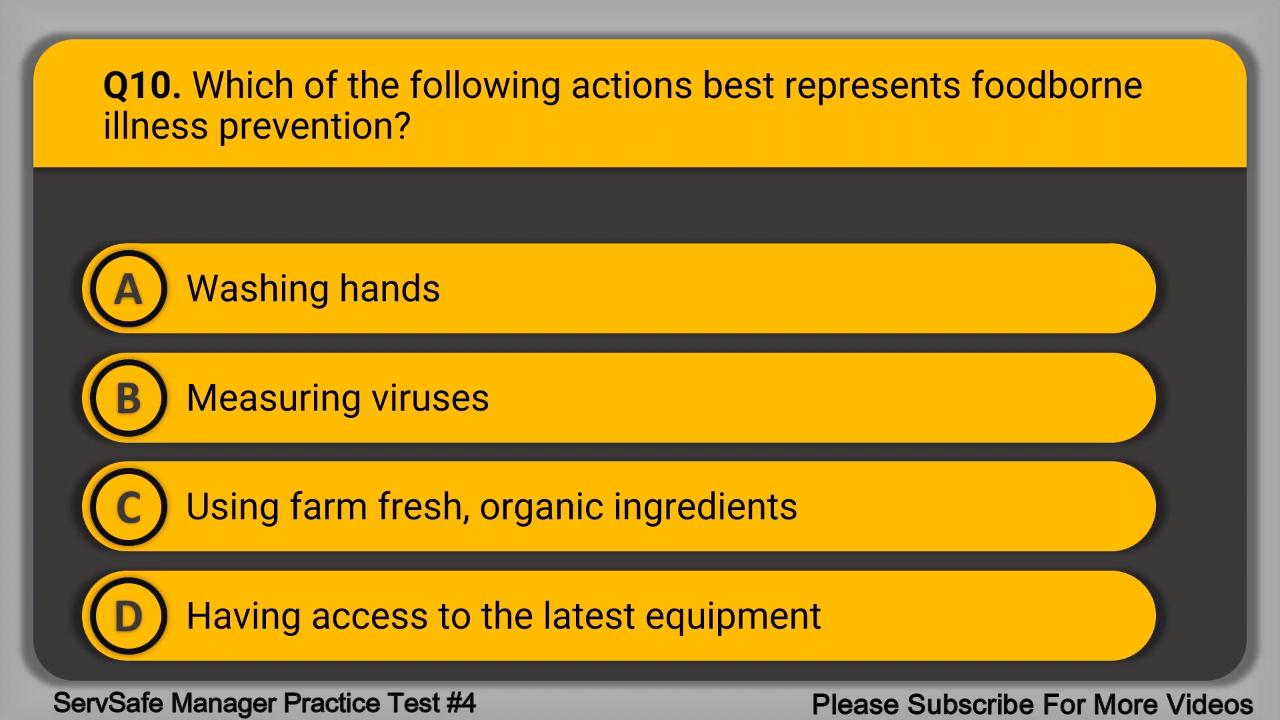 Q10. Which of the following actions best represents foodborne
illness prevention?
A Washing hands
B Measuring viruses
C Using farm fresh, organic ingredients
D Having access to the latest equipment
ServSafe Manager Practice Test #4
Please Subscribe For More Videos